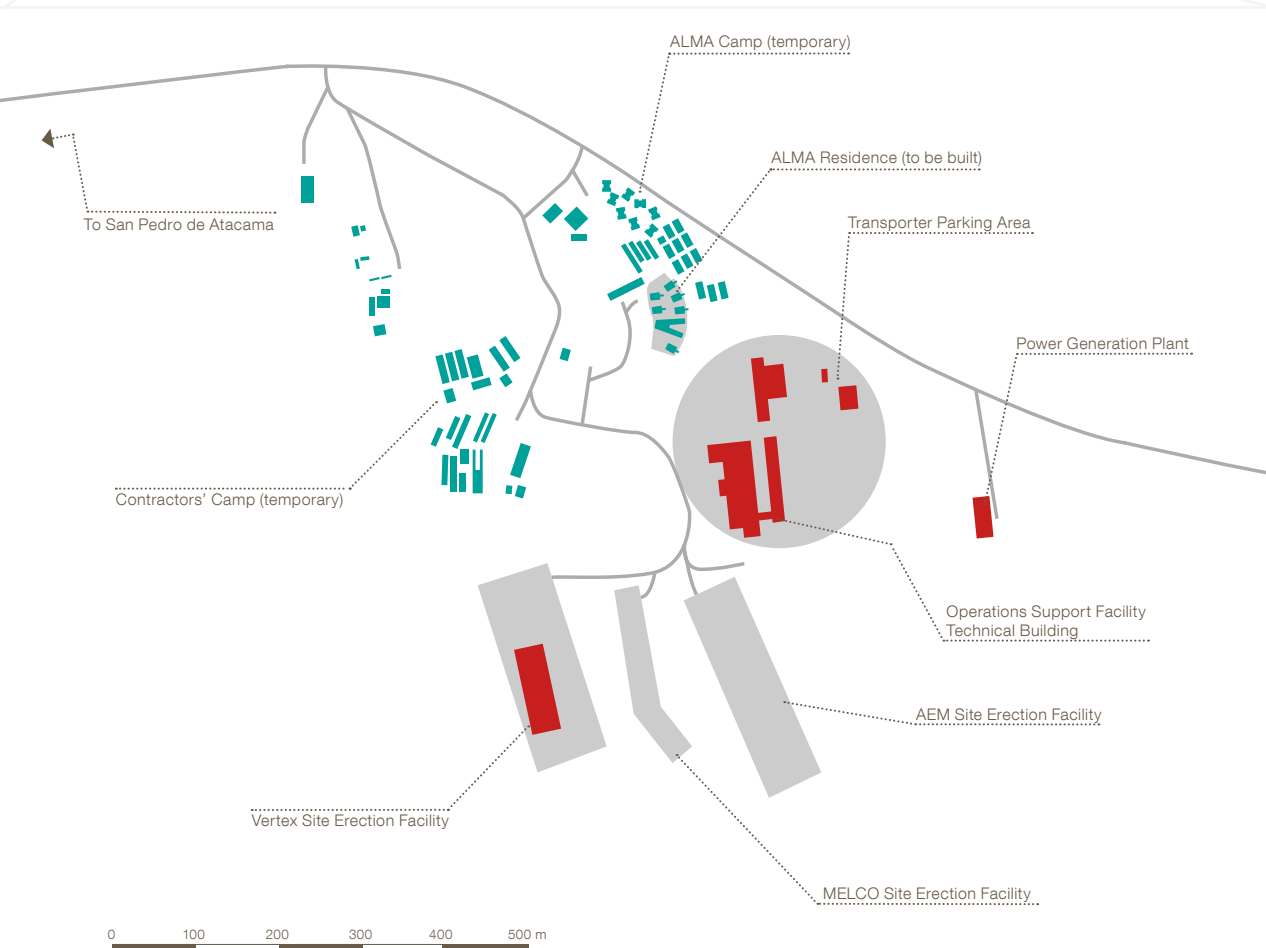 ALMA Camp (temporary)
ALMA Residence (to be built)
To San Pedro de Atacama
Transporter Parking Area
Power Generation Plant
Contractors’ Camp (temporary)
Operations Support Facility
Technical Building
AEM Site Erection Facility
Vertex Site Erection Facility
MELCO Site Erection Facility
0 100 200 300 400 500 m